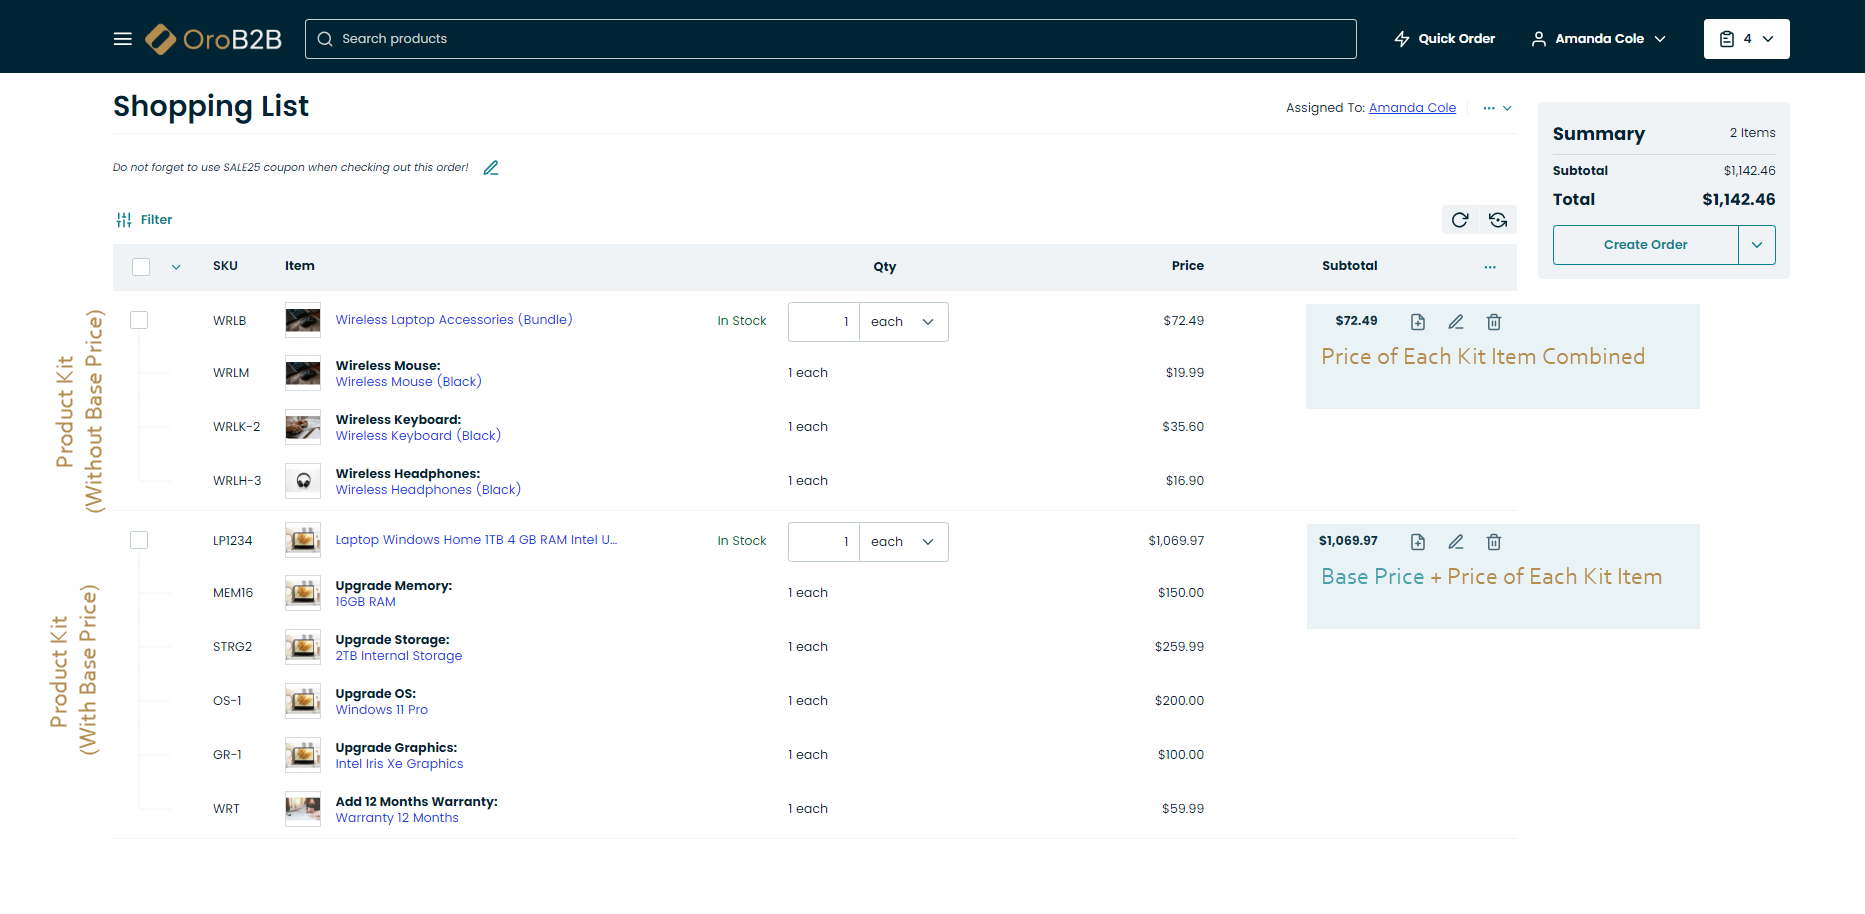 OroB2B
Search products
Quick Order
Amanda Cole
4
Shopping List
Assigned To: Amanda Cole
...
Do not forget to use SALE25 coupon when checking out this order!
Filter
Summary
2 Items
Subtotal
$1,142.46
Total
$1,142.46
Create Order
SKU
Item
Qty
Price
Subtotal
...
Product Kit
(Without Base Price)
WRLB
Wireless Laptop Accessories (Bundle)
In Stock
1
each
$72.49
$72.49
Price of Each Kit Item Combined
WRLM
Wireless Mouse:
Wireless Mouse (Black)
1 each
$19.99
WRLK-2
Wireless Keyboard:
Wireless Keyboard (Black)
1 each
$35.60
WRLH-3
Wireless Headphones:
Wireless Headphones (Black)
1 each
$16.90
Product Kit
(With Base Price)
LP1234
Laptop Windows Home 1TB 4 GB RAM Intel U...
In Stock
1
each
$1,069.97
$1,069.97
Base Price + Price of Each Kit Item
MEM16
Upgrade Memory:
16GB RAM
1 each
$150.00
STRG2
Upgrade Storage:
2TB Internal Storage
1 each
$259.99
OS-1
Upgrade OS:
Windows 11 Pro
1 each
$200.00
GR-1
Upgrade Graphics:
Intel Iris Xe Graphics
1 each
$100.00
WRT
Add 12 Months Warranty:
Warranty 12 Months
1 each
$59.99